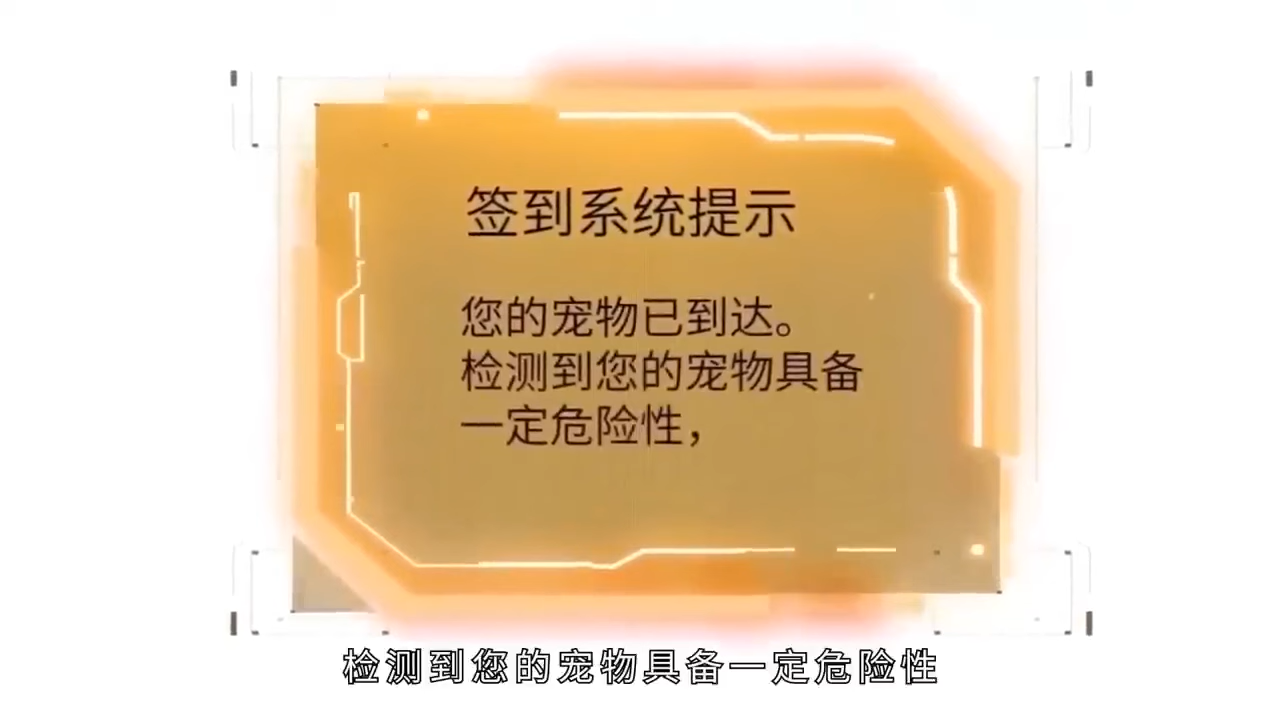 签到系统提示
您的宠物已到达。
检测到您的宠物具备
一定危险性，
检测到您的宠物具备一定危险性